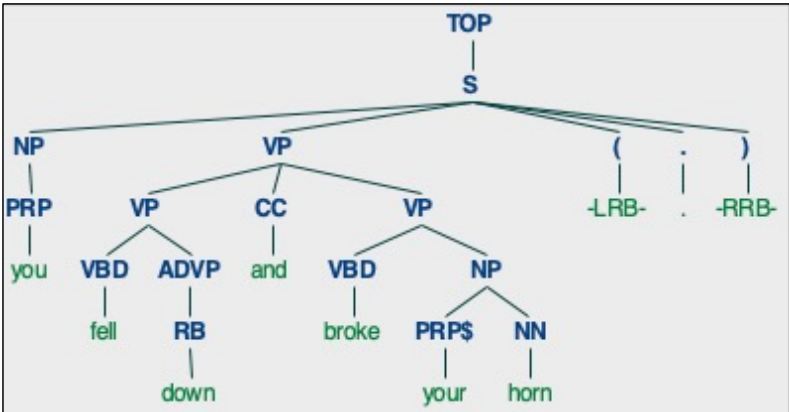 TOP
S
NP VP ( . )
PRP VP CC VP -LRB- . -RRB-
you VBD ADVP and VBD NP
fell RB broke PRP$ NN
down your horn